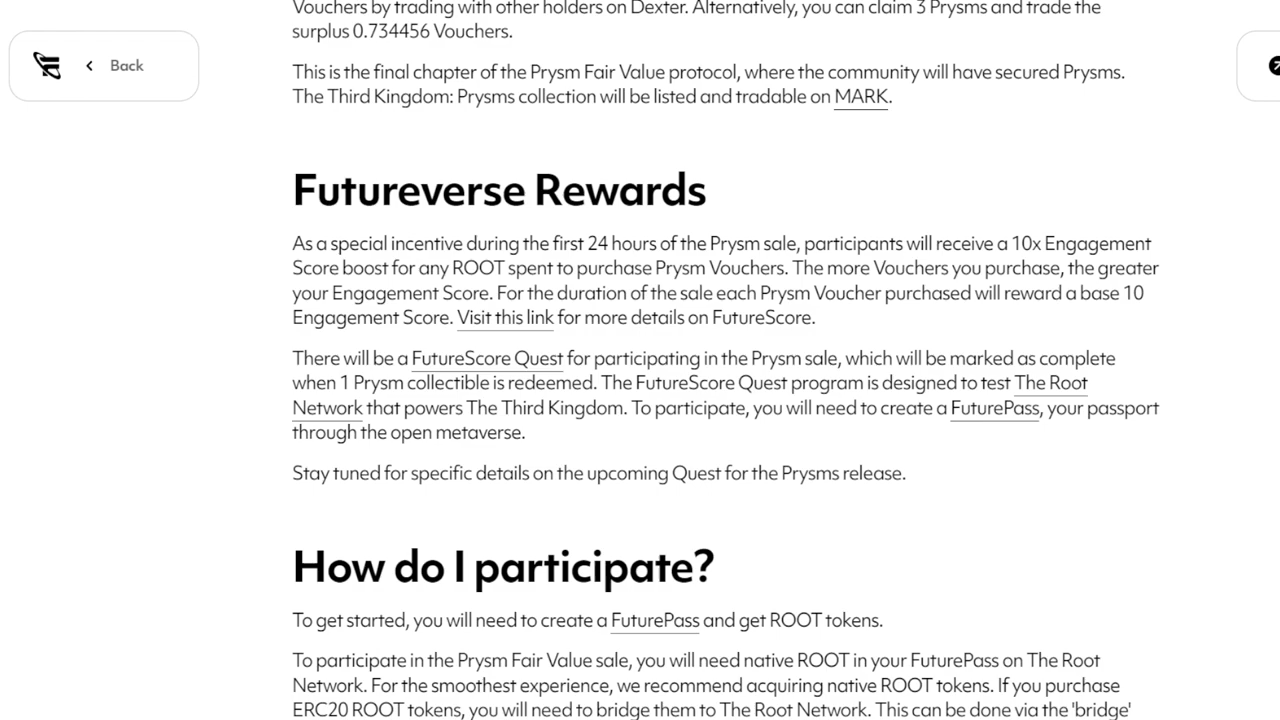 Vouchers by trading with other holders on Dexter. Alternatively, you can claim 3 Prysms and trade the
surplus 0.734456 Vouchers.
Back
This is the final chapter of the Prysm Fair Value protocol, where the community will have secured Prysms.
The Third Kingdom: Prysms collection will be listed and tradable on MARK.
Futureverse Rewards
As a special incentive during the first 24 hours of the Prysm sale, participants will receive a 10x Engagement
Score boost for any ROOT spent to purchase Prysm Vouchers. The more Vouchers you purchase, the greater
your Engagement Score. For the duration of the sale each Prysm Voucher purchased will reward a base 10
Engagement Score. Visit this link for more details on FutureScore.
There will be a FutureScore Quest for participating in the Prysm sale, which will be marked as complete
when 1 Prysm collectible is redeemed. The FutureScore Quest program is designed to test The Root
Network that powers The Third Kingdom. To participate, you will need to create a FuturePass, your passport
through the open metaverse.
Stay tuned for specific details on the upcoming Quest for the Prysms release.
How do I participate?
To get started, you will need to create a FuturePass and get ROOT tokens.
To participate in the Prysm Fair Value sale, you will need native ROOT in your FuturePass on The Root
Network. For the smoothest experience, we recommend acquiring native ROOT tokens. If you purchase
ERC20 ROOT tokens, you will need to bridge them to The Root Network. This can be done via the 'bridge'